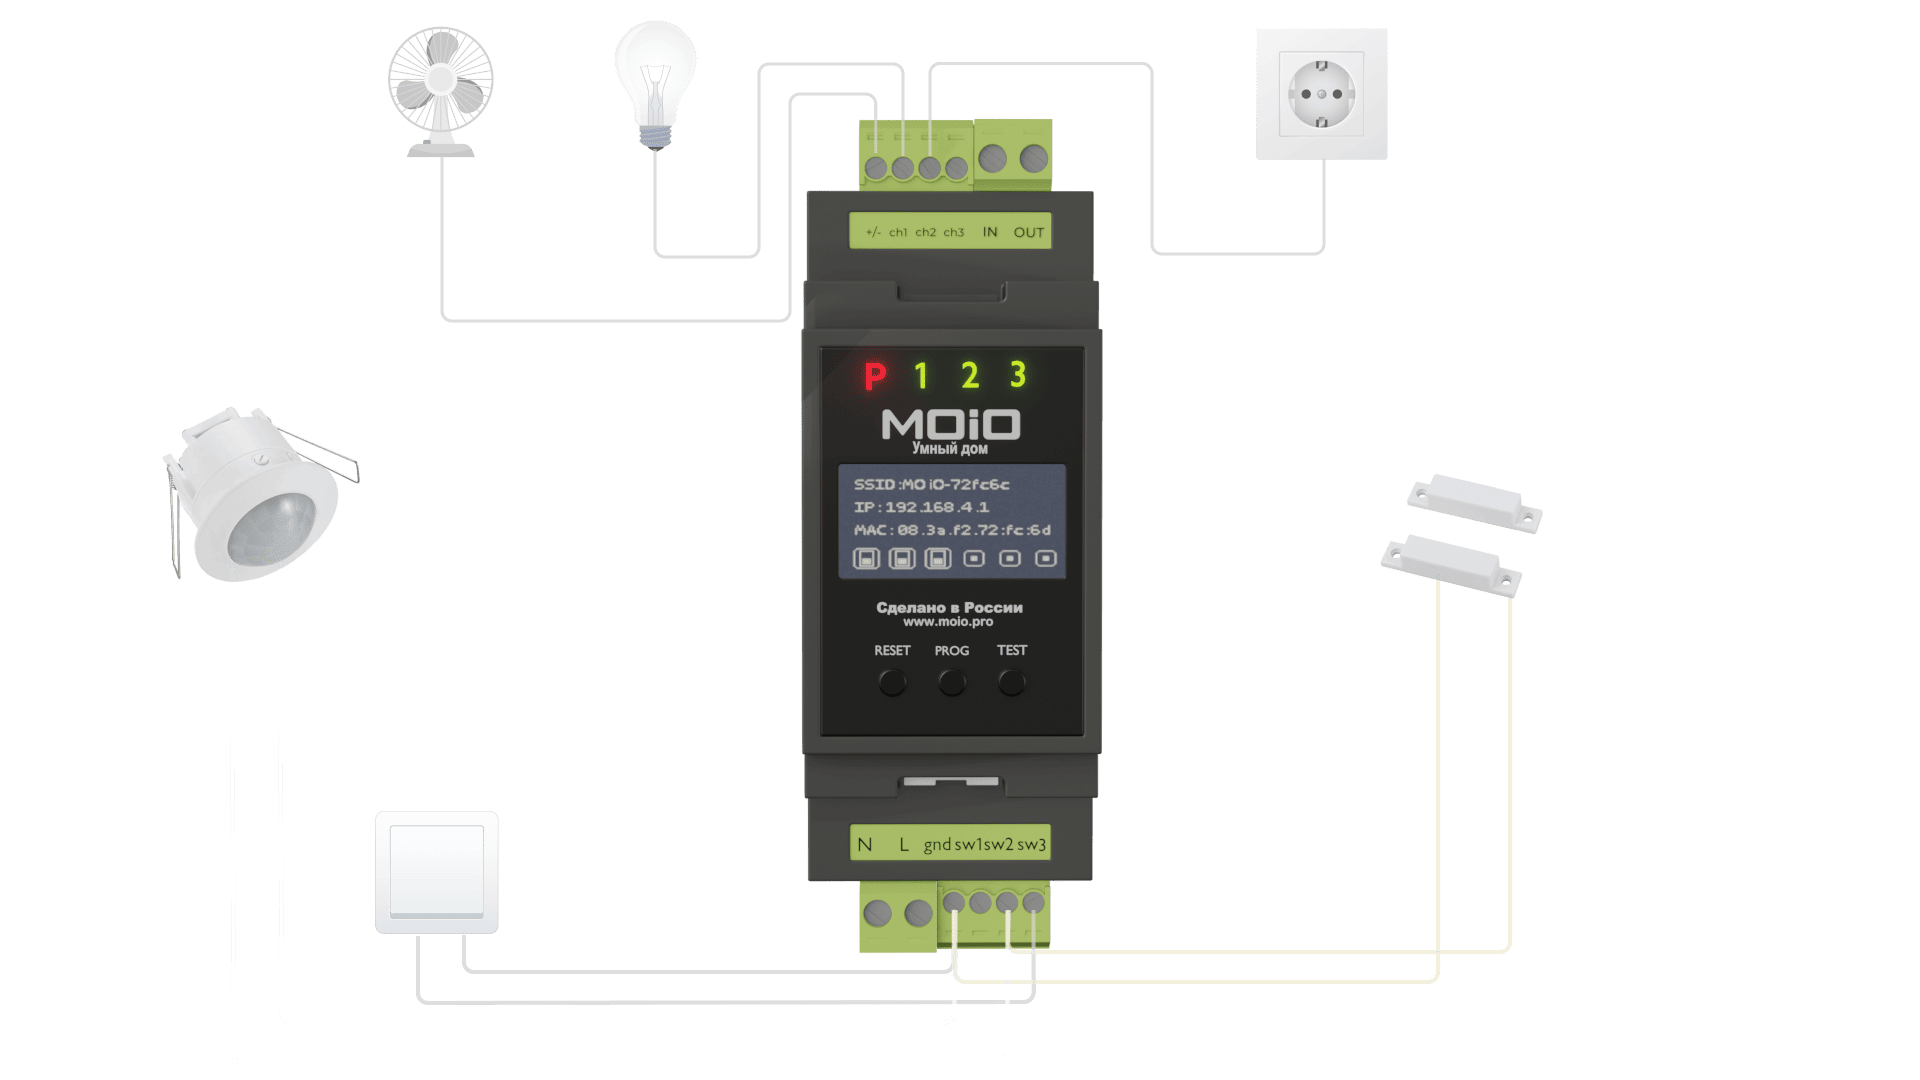 +/- ch1 ch2 ch3 IN OUT
P 1 2 3
MOiO
Умный дом
SSID:MOiO-72fc6c
IP:192.168.4.1
MAC:08.3a.f2.72:fc:6d
Сделано в России
www.moio.pro
RESET PROG TEST
N L gnd sw1 sw2 sw3